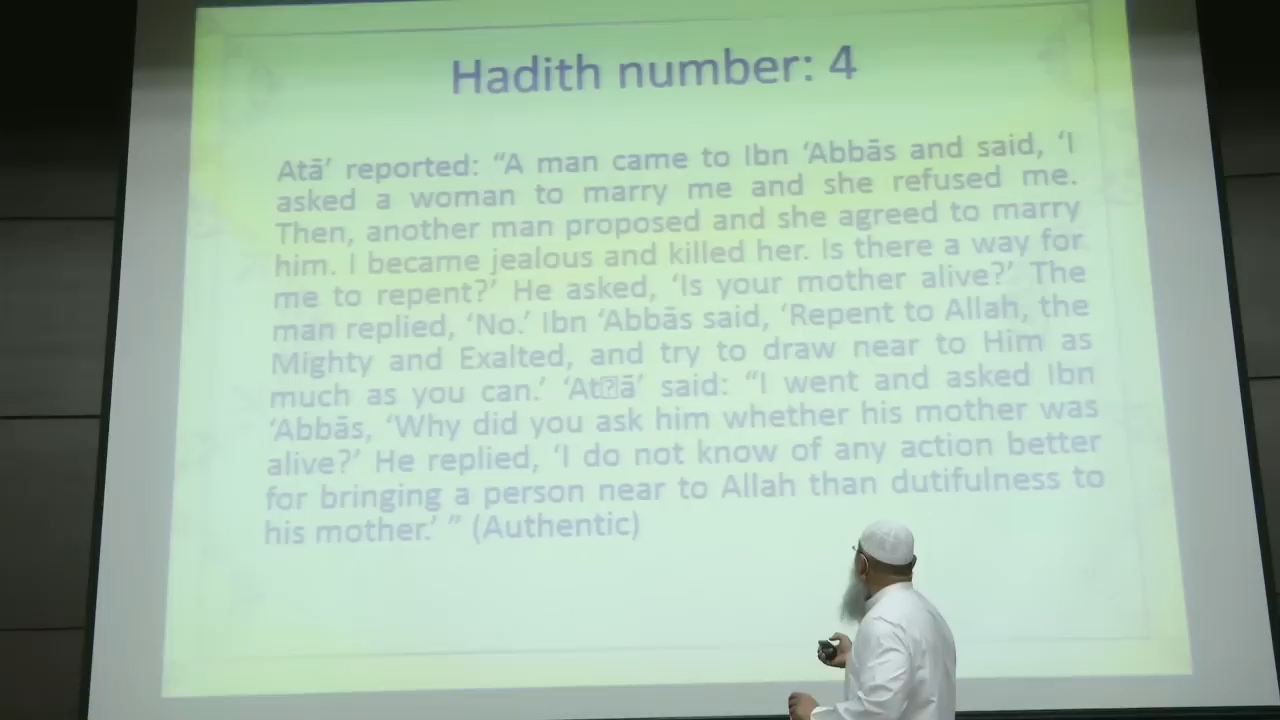 Hadith number: 4
Atā’ reported: “A man came to Ibn ‘Abbās and said, ‘I
asked a woman to marry me and she refused me.
Then, another man proposed and she agreed to marry
him. I became jealous and killed her. Is there a way for
me to repent?’ He asked, ‘Is your mother alive?’ The
man replied, ‘No.’ Ibn ‘Abbās said, ‘Repent to Allah, the
Mighty and Exalted, and try to draw near to Him as
much as you can.’ ‘At⍰ā’ said: “I went and asked Ibn
‘Abbās, ‘Why did you ask him whether his mother was
alive?’ He replied, ‘I do not know of any action better
for bringing a person near to Allah than dutifulness to
his mother.’ ” (Authentic)